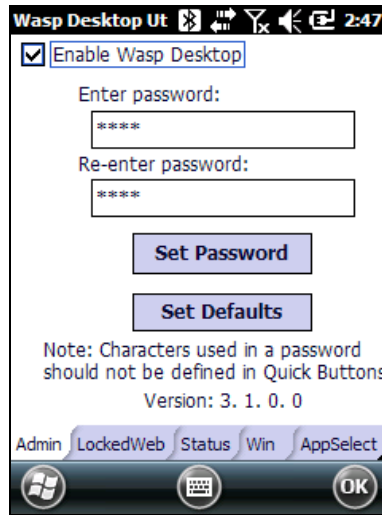 Wasp Desktop Ut 2:47
Enable Wasp Desktop
Enter password:
****
Re-enter password:
****
Set Password
Set Defaults
Note: Characters used in a password
should not be defined in Quick Buttons
Version: 3. 1. 0. 0
Admin LockedWeb Status Win AppSelect
OK